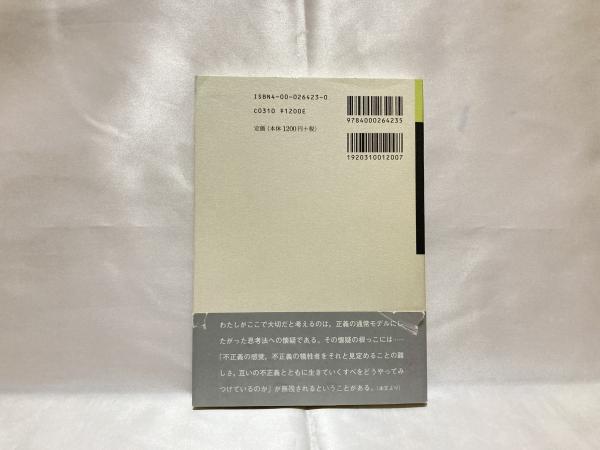 ISBN4-00-026423-0
C0310 ¥1200E
定価(本体1200円+税)
9784000264235
1920310012007
わたしがここで大切だと考えるのは、正義の通常モデルにし
たがった思考法への懐疑である。その懐疑の根っこには……
「不正義の感覚、不正義の犠牲者をそれと見定めることの難
しさ、互いの不正義とともに生きていくすべをどうやってみ
つけているのか」が無視されるということがある。(本文より)